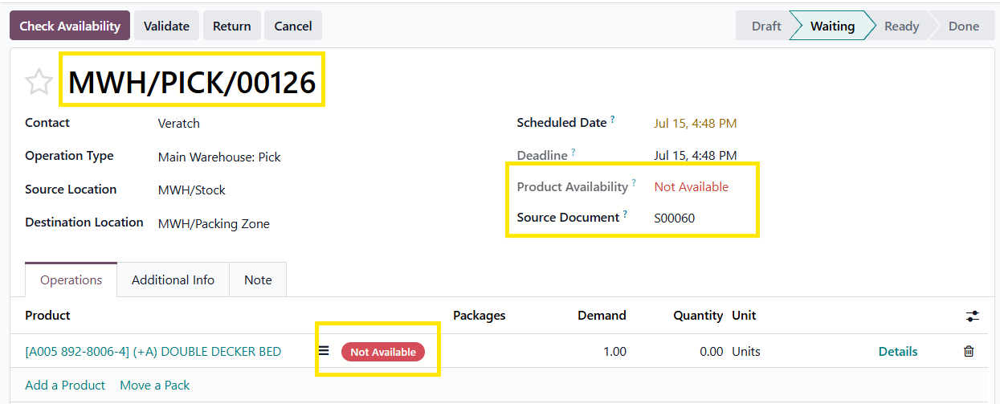 Check Availability Validate Return Cancel Draft Waiting Ready Done
MWH/PICK/00126
Contact Veratch Scheduled Date ? Jul 15, 4:48 PM
Operation Type Main Warehouse: Pick Deadline ? Jul 15, 4:48 PM
Source Location MWH/Stock Product Availability ? Not Available
Destination Location MWH/Packing Zone Source Document ? S00060
Operations Additional Info Note
Product Packages Demand Quantity Unit
[A005 892-8006-4] (+A) DOUBLE DECKER BED Not Available 1.00 0.00 Units Details
Add a Product Move a Pack